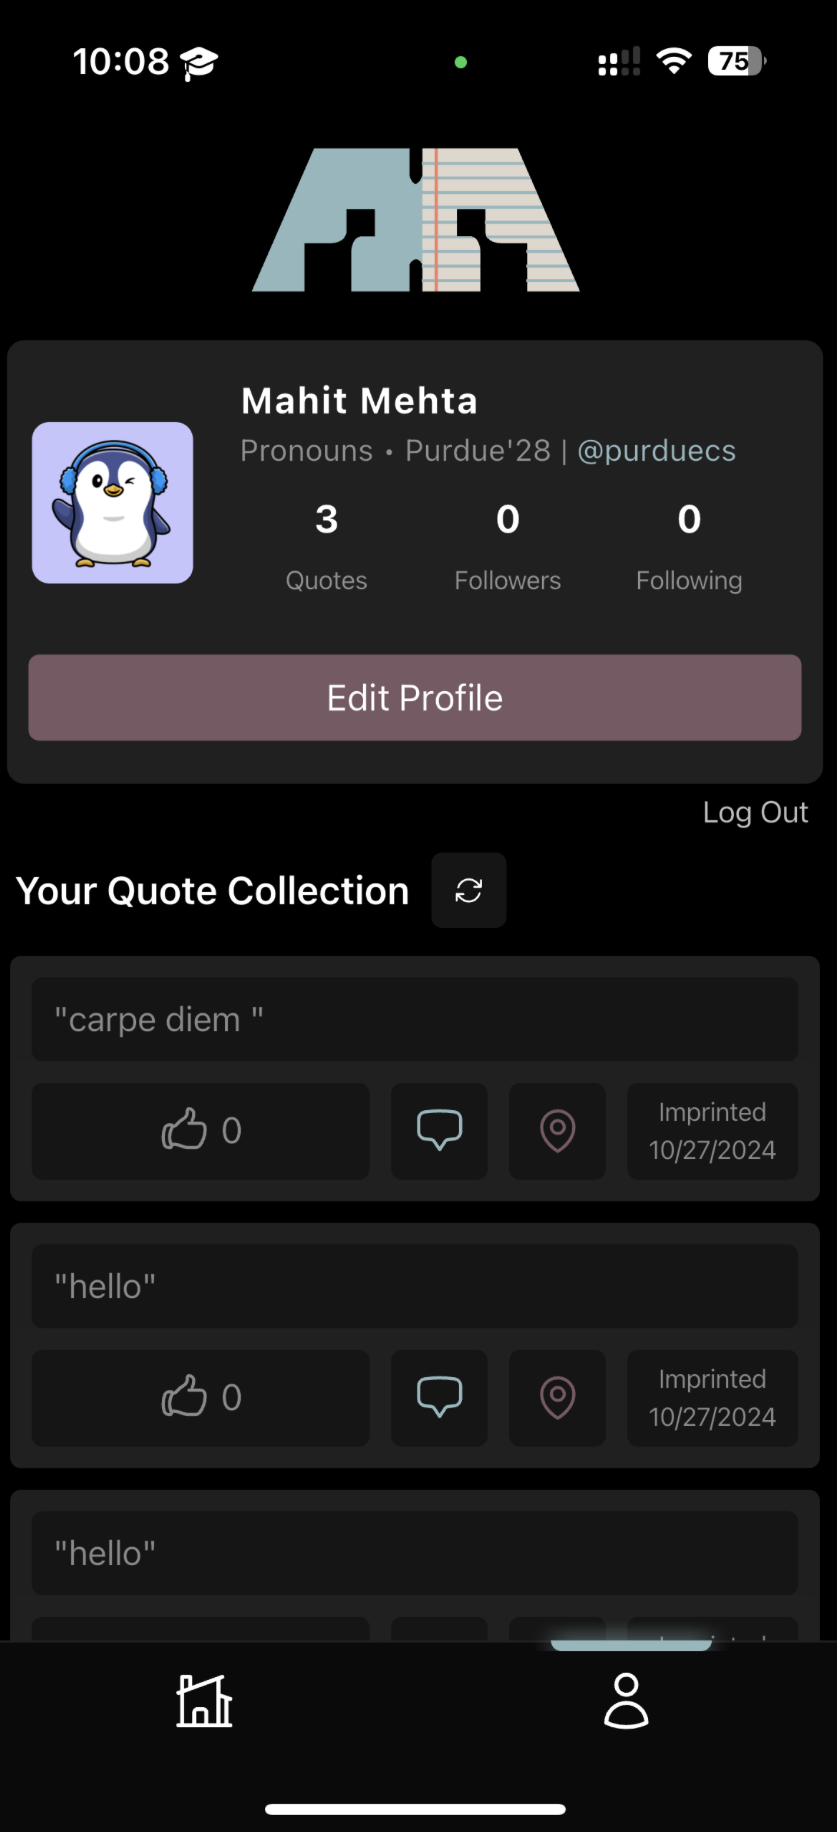 10:08
75
Mahit Mehta
Pronouns • Purdue'28 | @purduecs
3 0 0
Quotes Followers Following
Edit Profile
Log Out
Your Quote Collection
"carpe diem "
0
Imprinted
10/27/2024
"hello"
0
Imprinted
10/27/2024
"hello"